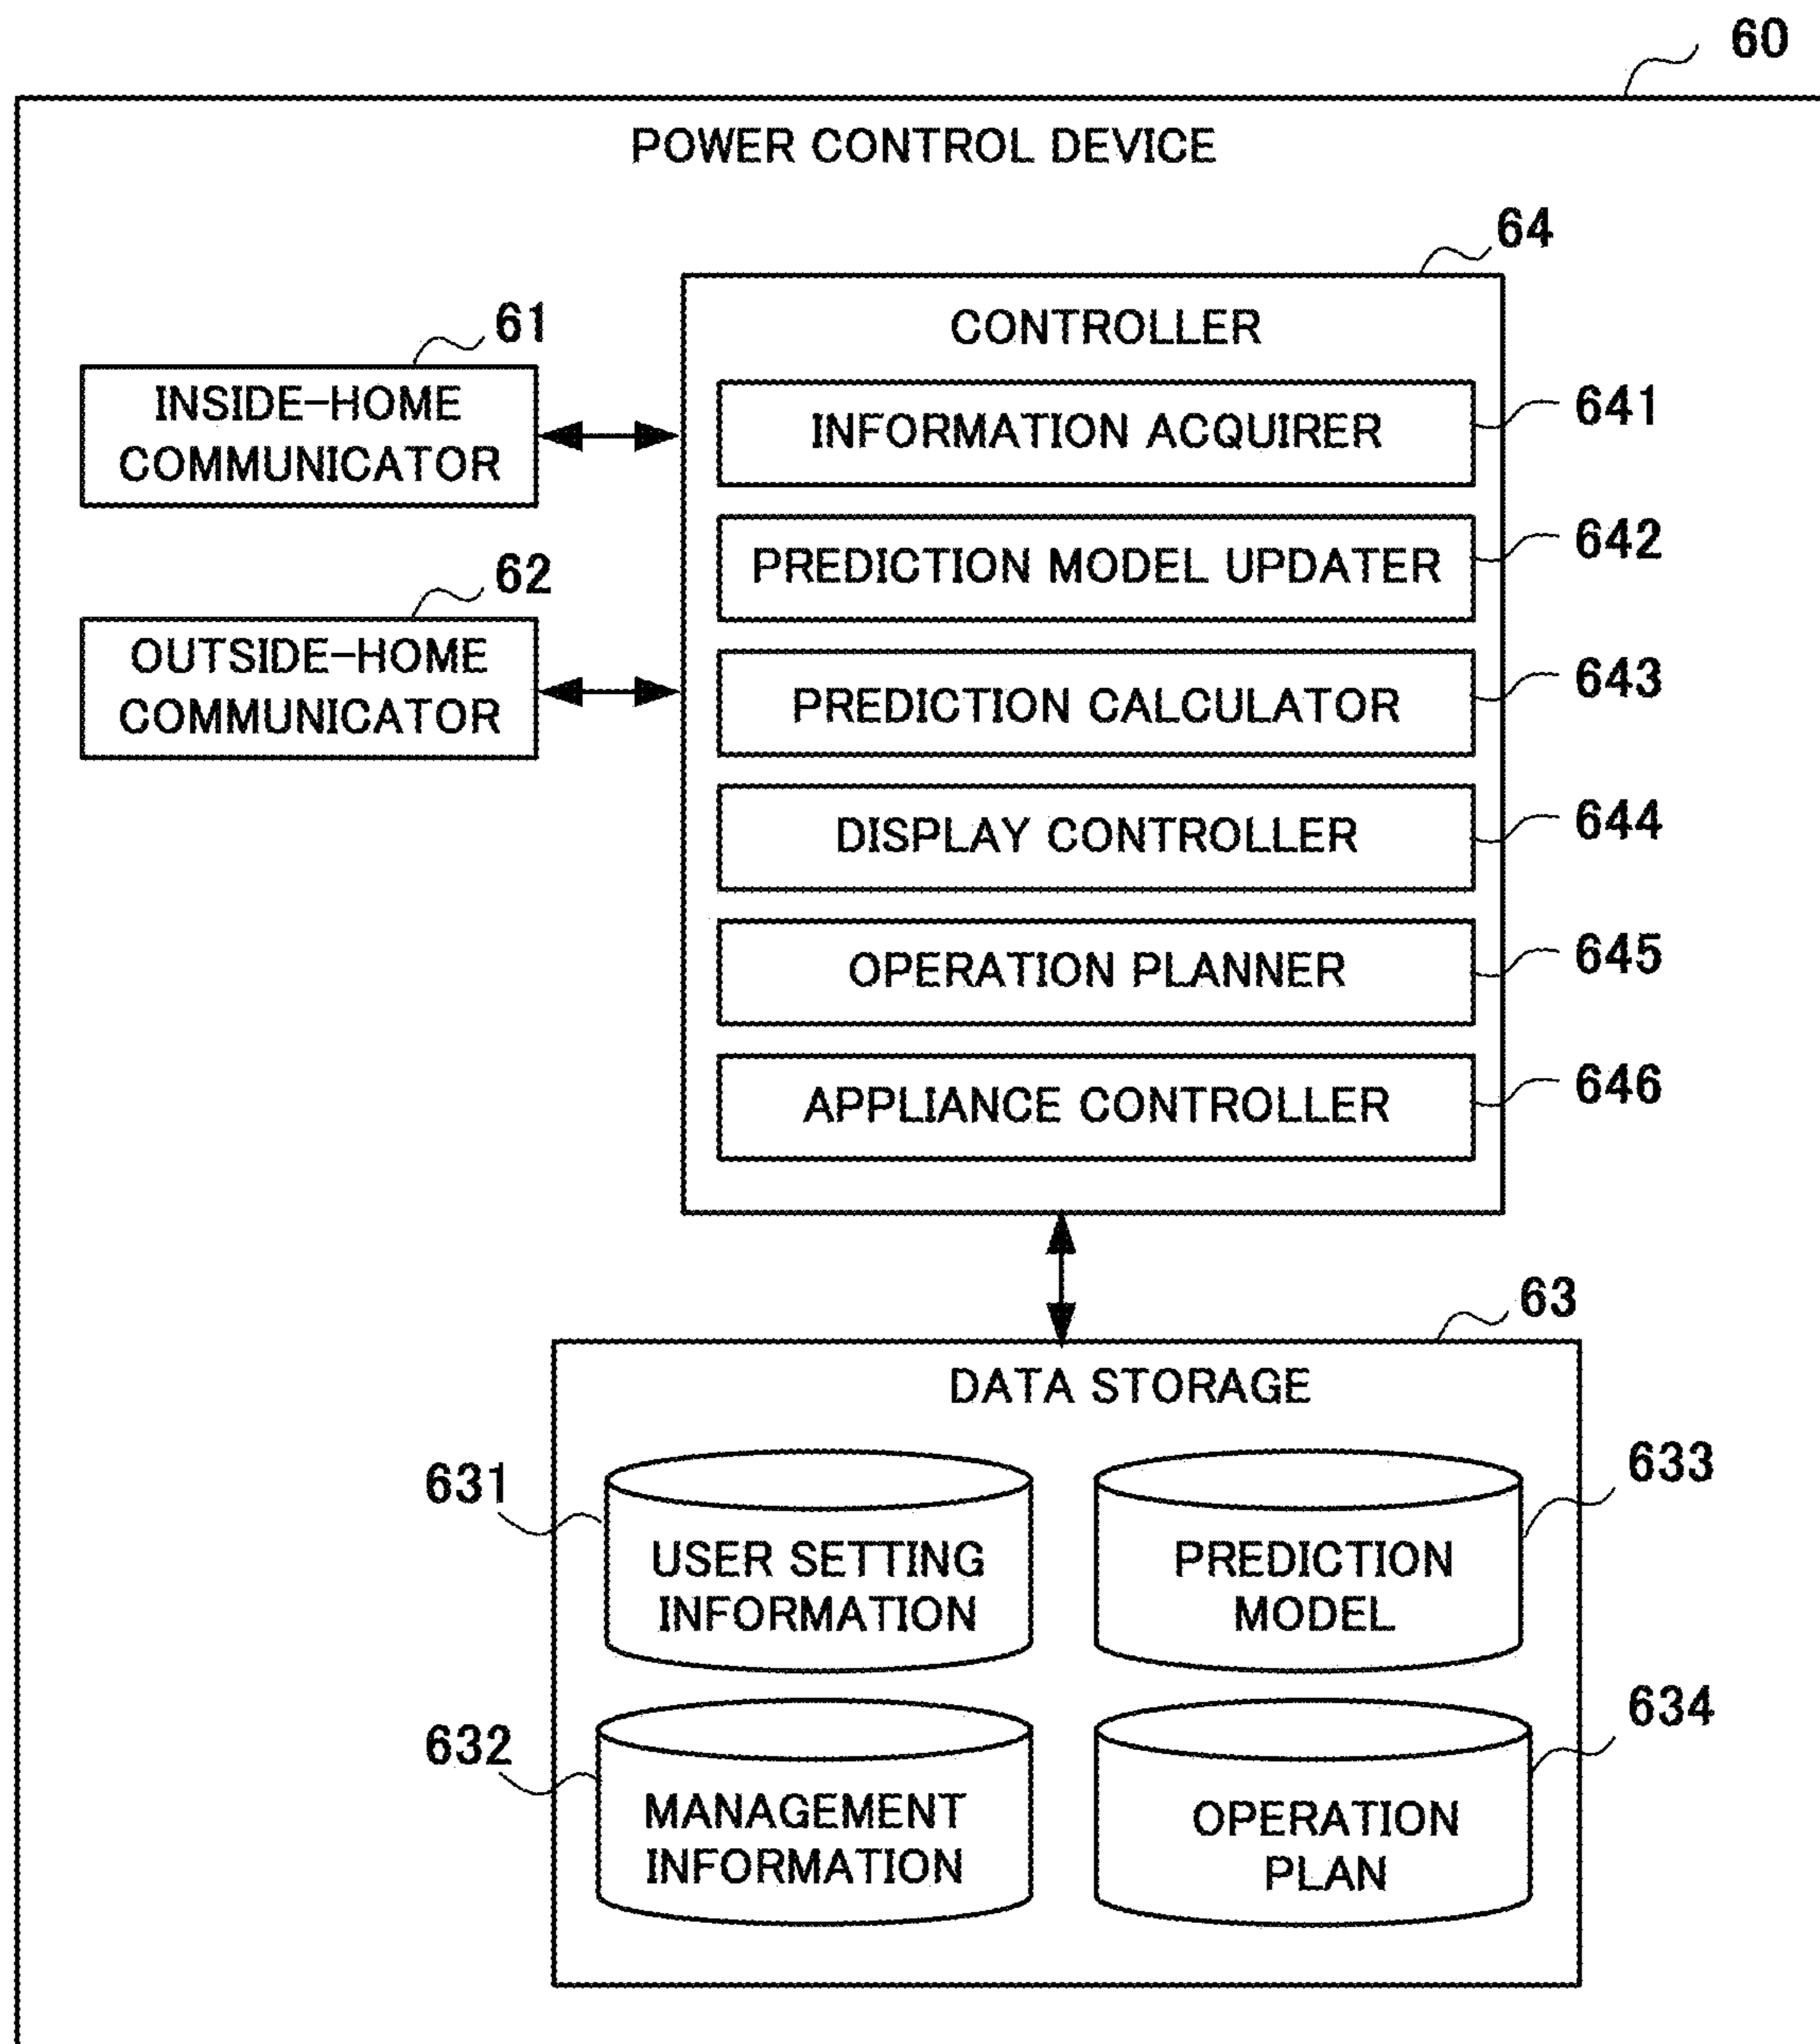 60
POWER CONTROL DEVICE
64
CONTROLLER
61
INSIDE-HOME
COMMUNICATOR
INFORMATION ACQUIRER
641
62
OUTSIDE-HOME
COMMUNICATOR
PREDICTION MODEL UPDATER
642
PREDICTION CALCULATOR
643
DISPLAY CONTROLLER
644
OPERATION PLANNER
645
APPLIANCE CONTROLLER
646
63
DATA STORAGE
631
USER SETTING
INFORMATION
633
PREDICTION
MODEL
632
MANAGEMENT
INFORMATION
634
OPERATION
PLAN